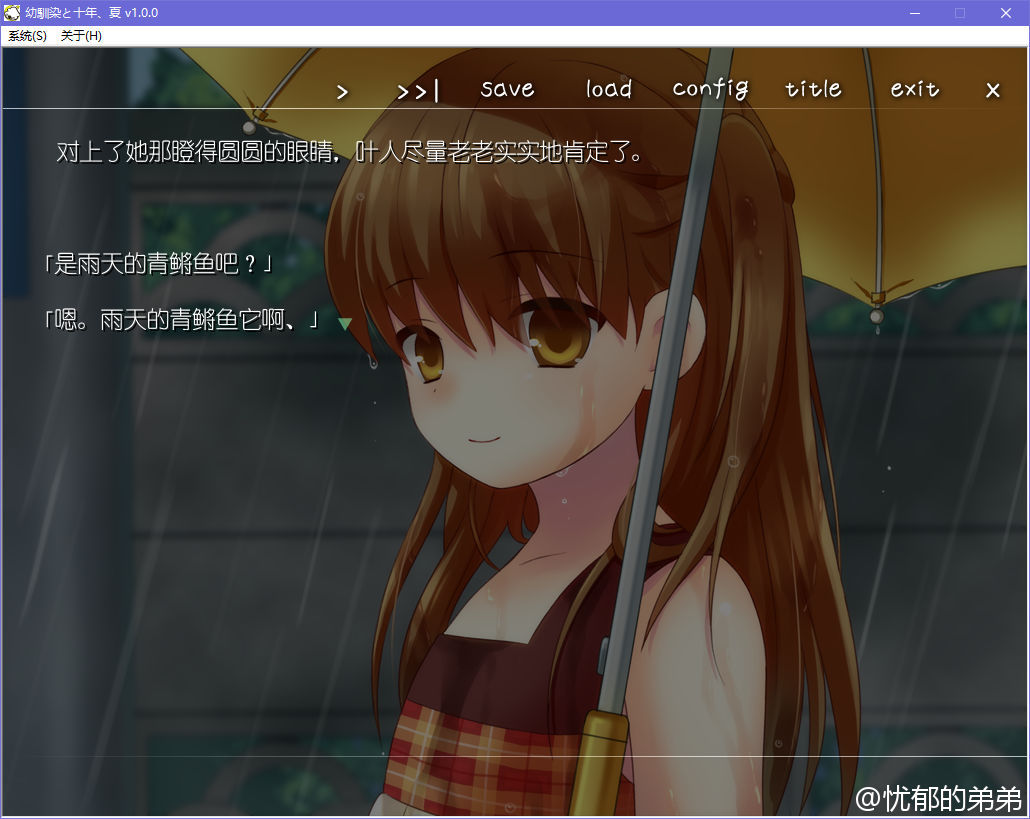 幼馴染と十年、夏 v1.0.0
系统(S) 关于(H)
> >>| save load config title exit x
对上了她那瞪得圆圆的眼睛，叶人尽量老老实实地肯定了。
「是雨天的青鳉鱼吧？」
「嗯。雨天的青鳉鱼它啊、」
@忧郁的弟弟